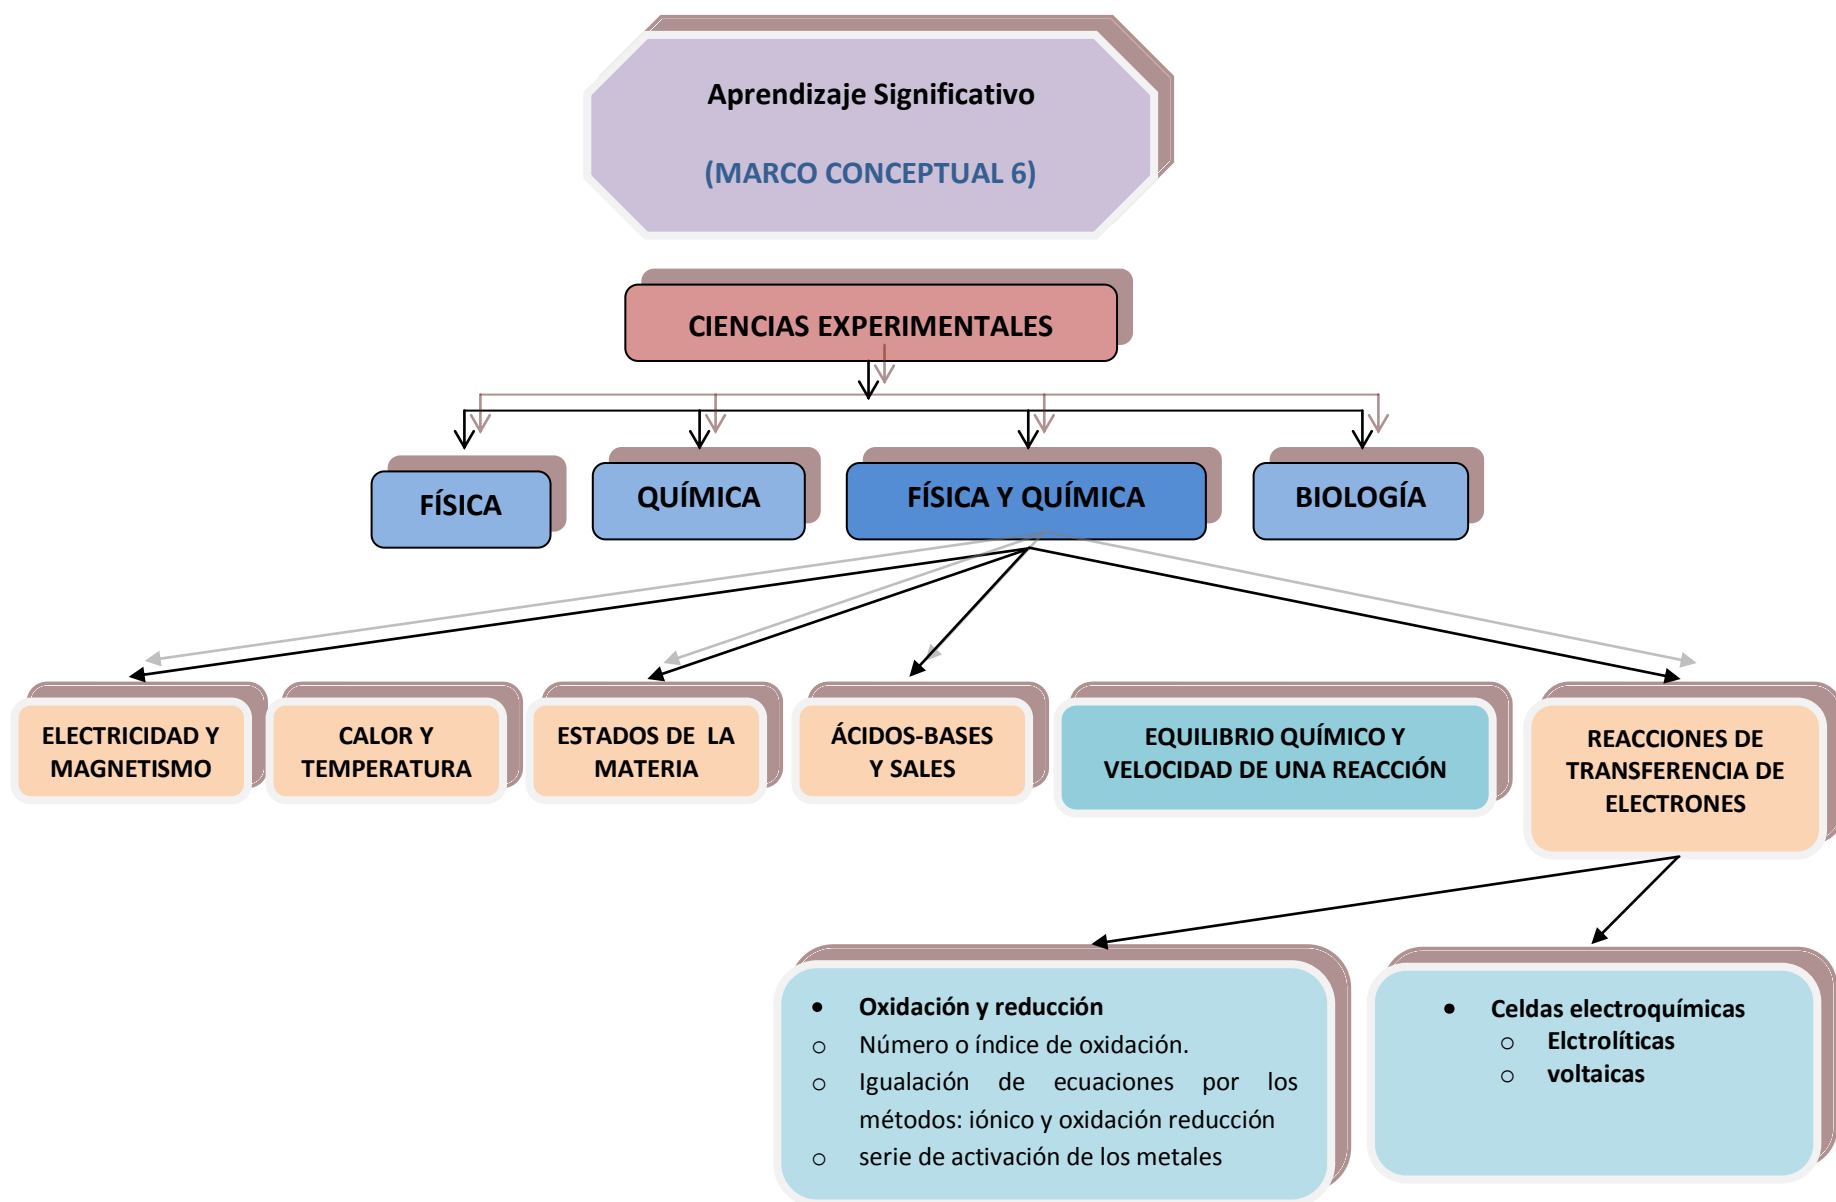 Aprendizaje Significativo
(MARCO CONCEPTUAL 6)
CIENCIAS EXPERIMENTALES
FÍSICA
QUÍMICA
FÍSICA Y QUÍMICA
BIOLOGÍA
ELECTRICIDAD Y
MAGNETISMO
CALOR Y
TEMPERATURA
ESTADOS DE LA
MATERIA
ÁCIDOS-BASES
Y SALES
EQUILIBRIO QUÍMICO Y
VELOCIDAD DE UNA REACCIÓN
REACCIONES DE
TRANSFERENCIA DE
ELECTRONES
• Oxidación y reducción
o Número o índice de oxidación.
o Igualación de ecuaciones por los
métodos: iónico y oxidación reducción
o serie de activación de los metales
• Celdas electroquímicas
o Elctrolíticas
o voltaicas